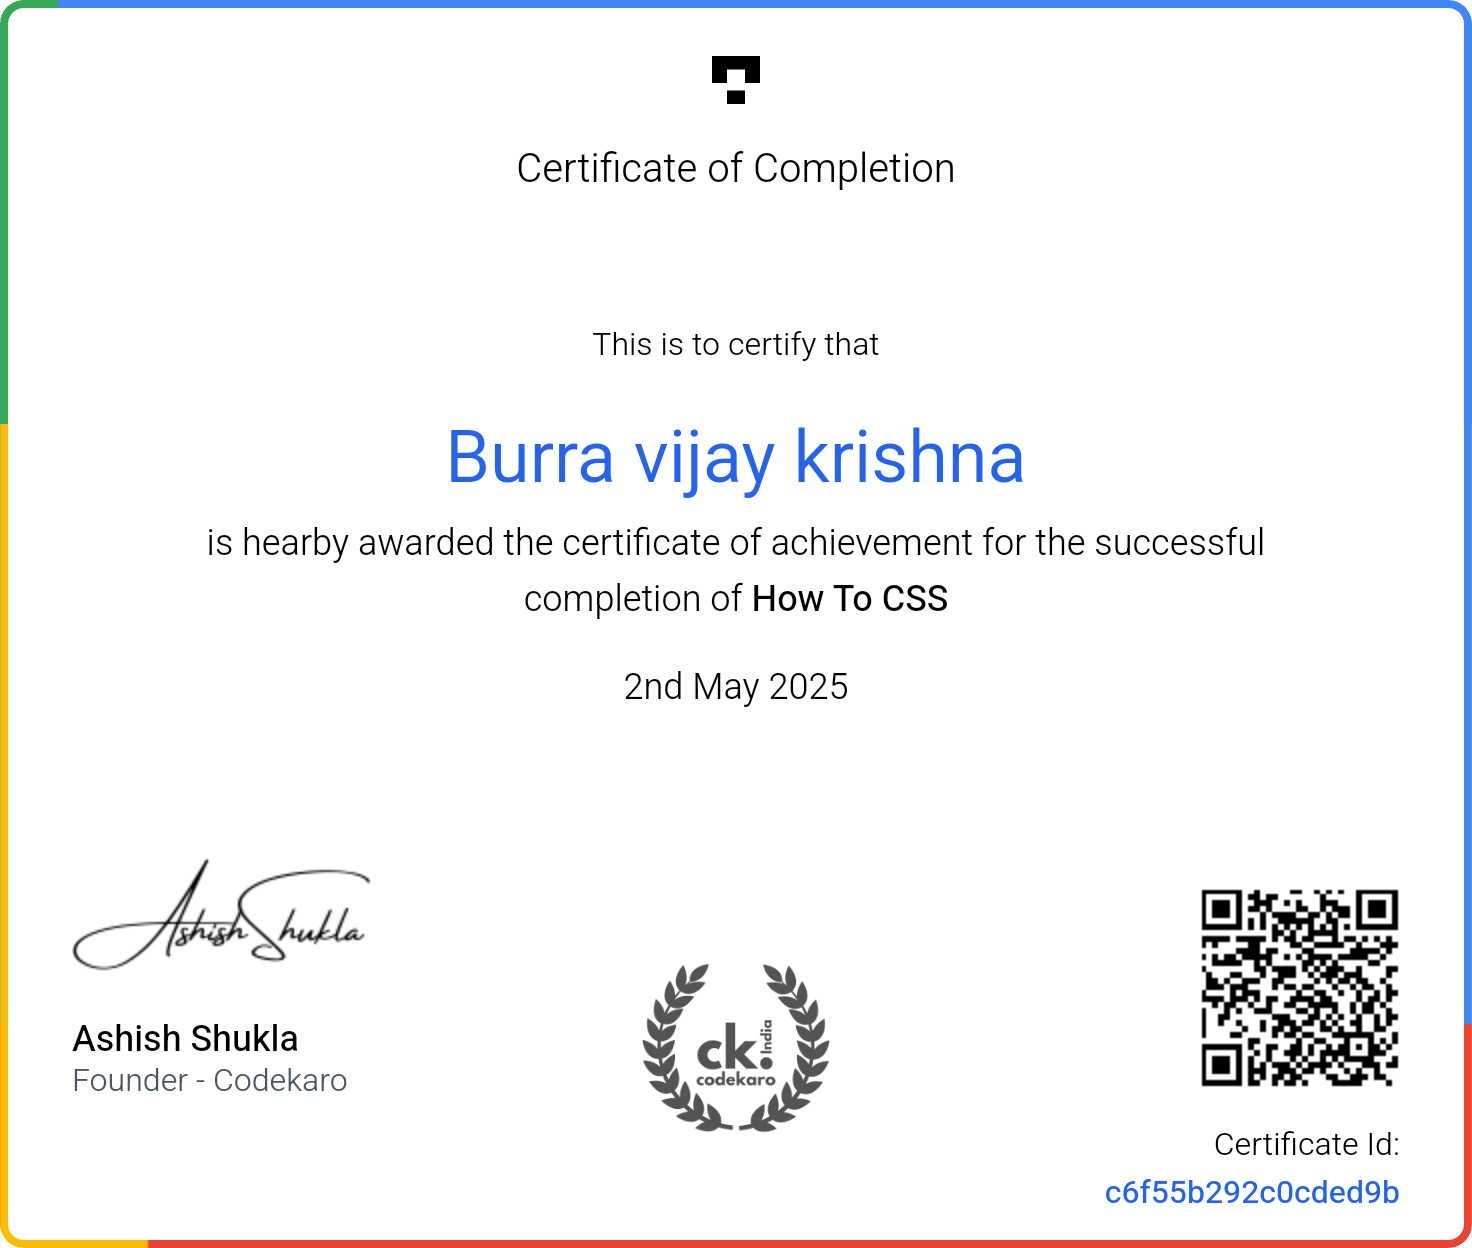 Certificate of Completion
This is to certify that
Burra vijay krishna
is hearby awarded the certificate of achievement for the successful
completion of How To CSS
2nd May 2025
Ashish Shukla
Ashish Shukla
Founder - Codekaro
ck.
India
codekaro
Certificate Id:
c6f55b292c0cded9b